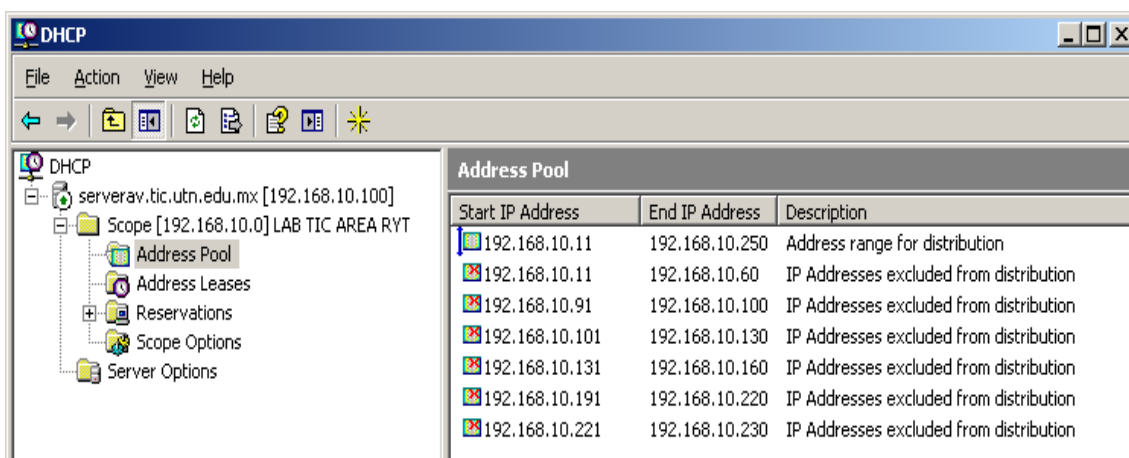 DHCP
File Action View Help
DHCP
serverav.tic.utn.edu.mx [192.168.10.100]
Scope [192.168.10.0] LAB TIC AREA RYT
Address Pool
Address Leases
Reservations
Scope Options
Server Options
Address Pool
Start IP Address End IP Address Description
192.168.10.11 192.168.10.250 Address range for distribution
192.168.10.11 192.168.10.60 IP Addresses excluded from distribution
192.168.10.91 192.168.10.100 IP Addresses excluded from distribution
192.168.10.101 192.168.10.130 IP Addresses excluded from distribution
192.168.10.131 192.168.10.160 IP Addresses excluded from distribution
192.168.10.191 192.168.10.220 IP Addresses excluded from distribution
192.168.10.221 192.168.10.230 IP Addresses excluded from distribution